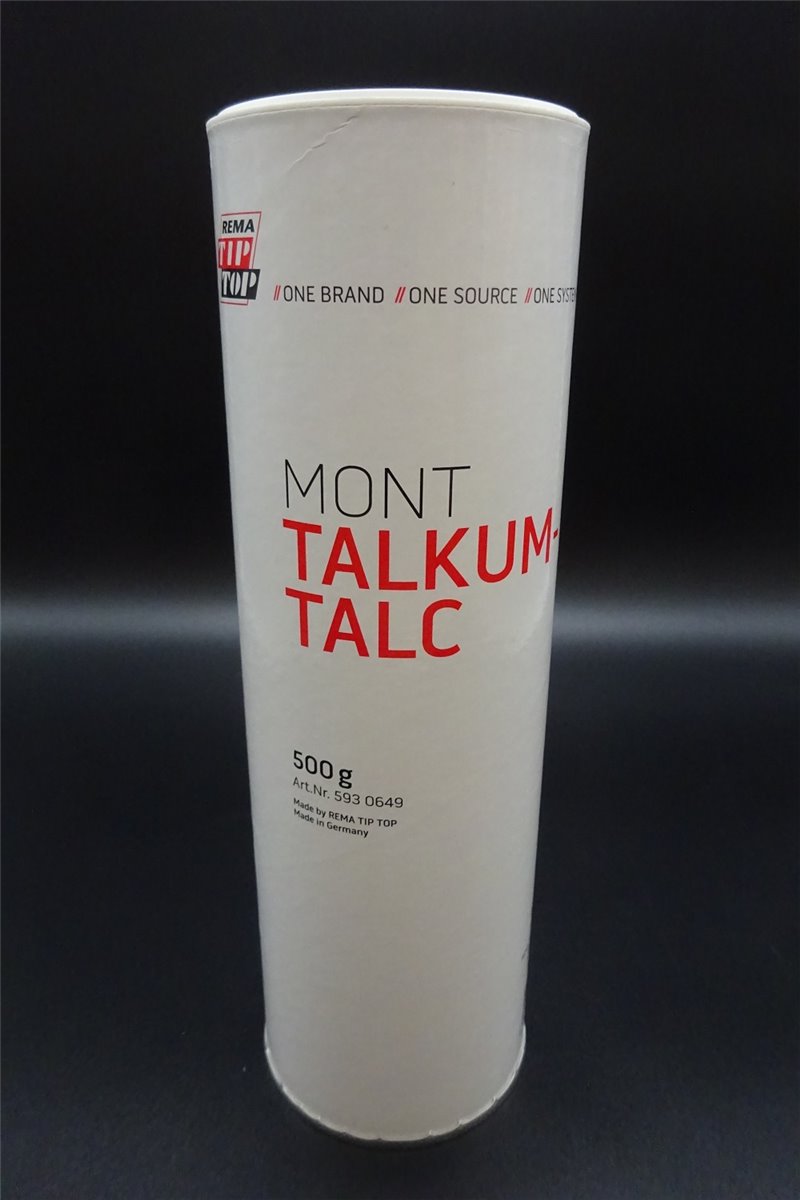 REMA
TIP
TOP
//ONE BRAND //ONE SOURCE //ONE SYSTEM
MONT
TALKUM-
TALC
500 g
Art.Nr. 593 0649
Made by REMA TIP TOP
Made in Germany